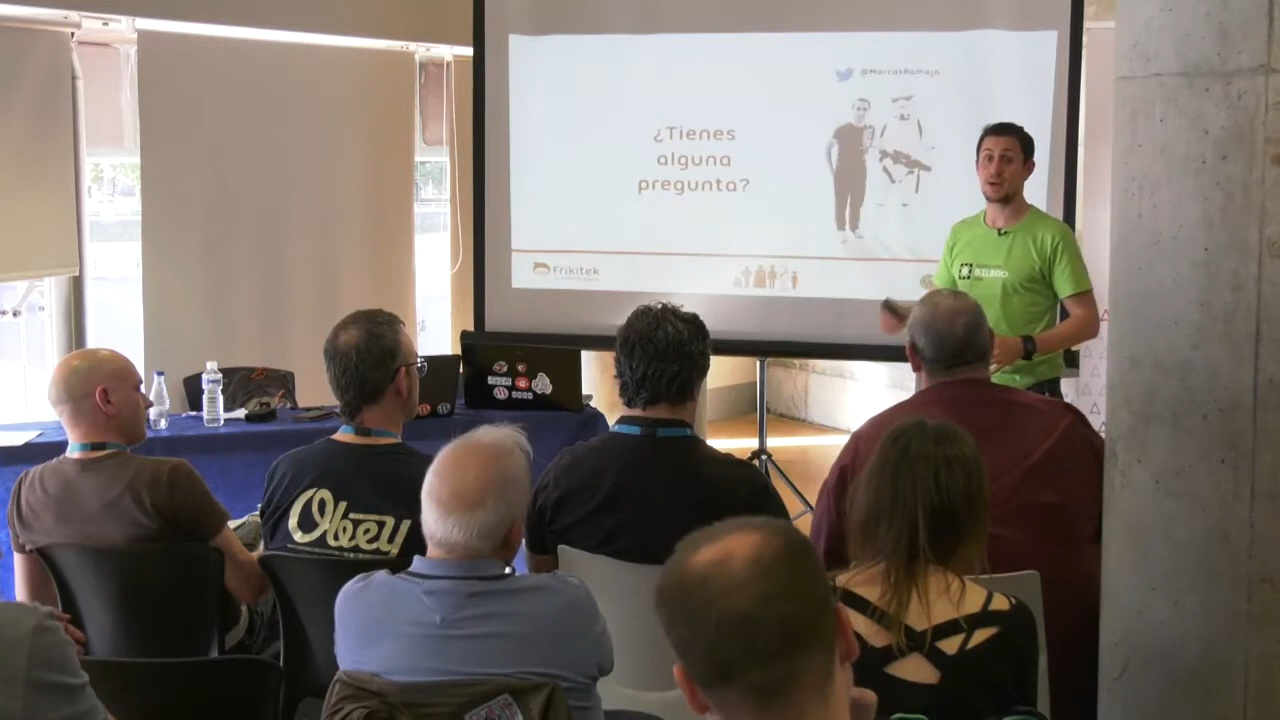 @MarcosRamajo
¿Tienes
alguna
pregunta?
Frikitek
BILBAO
Obey